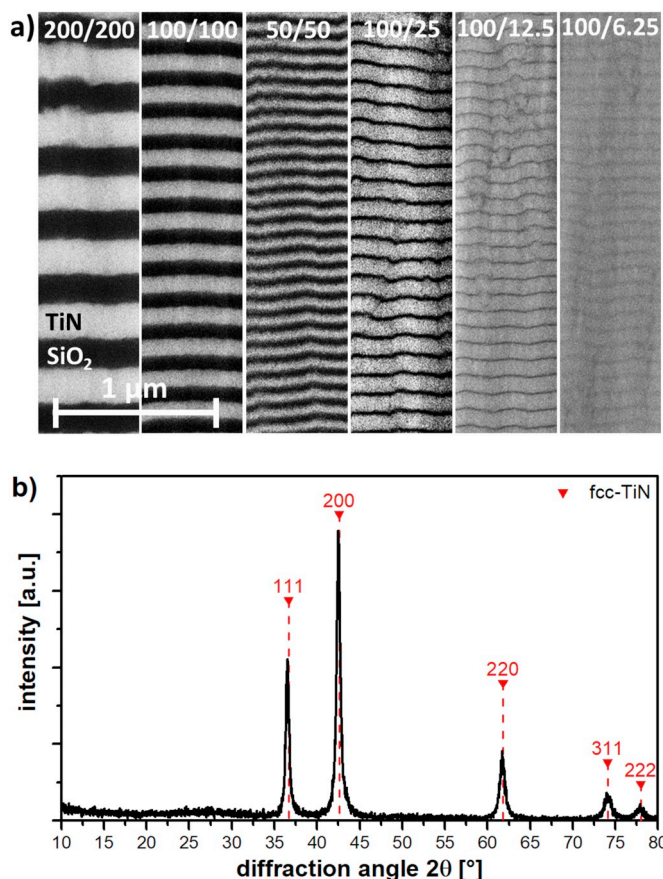 a)
200/200 100/100 50/50 100/25 100/12.5 100/6.25
TiN
SiO₂
1 µm
b)
fcc-TiN
200
111
220
311
222
intensity [a.u.]
10 15 20 25 30 35 40 45 50 55 60 65 70 75 80
diffraction angle 2θ [°]